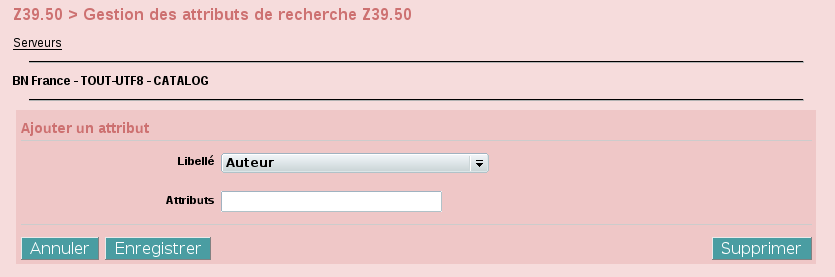 Z39.50 > Gestion des attributs de recherche Z39.50
Serveurs
BN France - TOUT-UTF8 - CATALOG
Ajouter un attribut
Libellé Auteur
Attributs
Annuler Enregistrer Supprimer